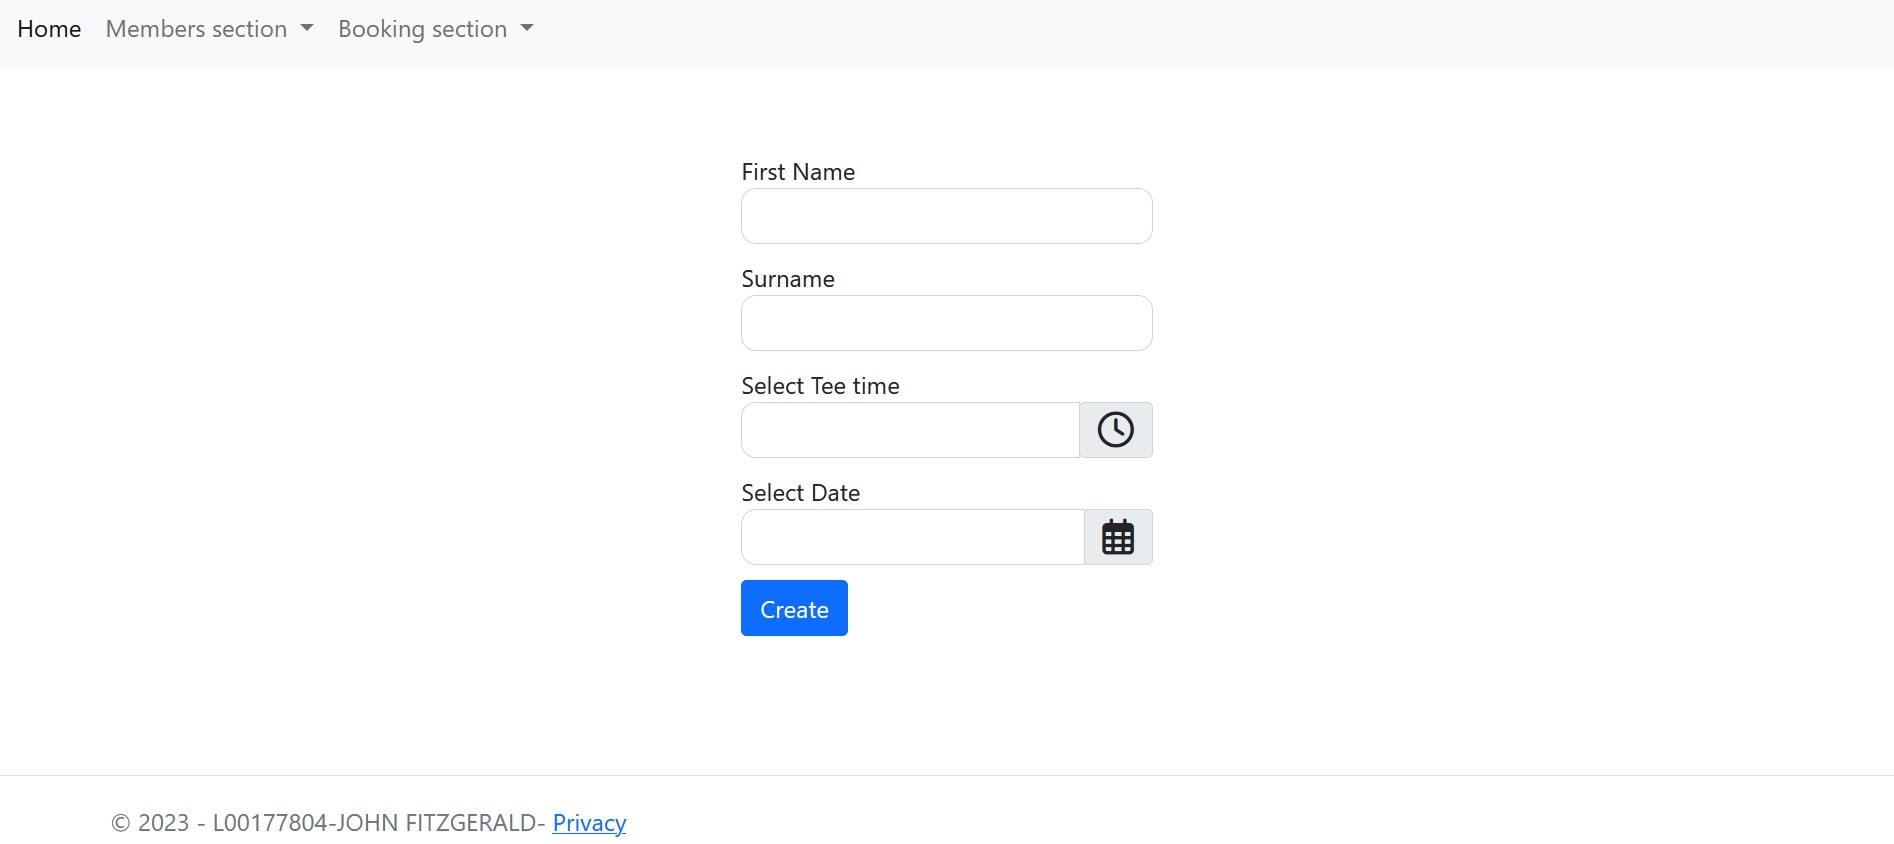 Home Members section Booking section
First Name
Surname
Select Tee time
Select Date
Create
© 2023 - L00177804-JOHN FITZGERALD- Privacy